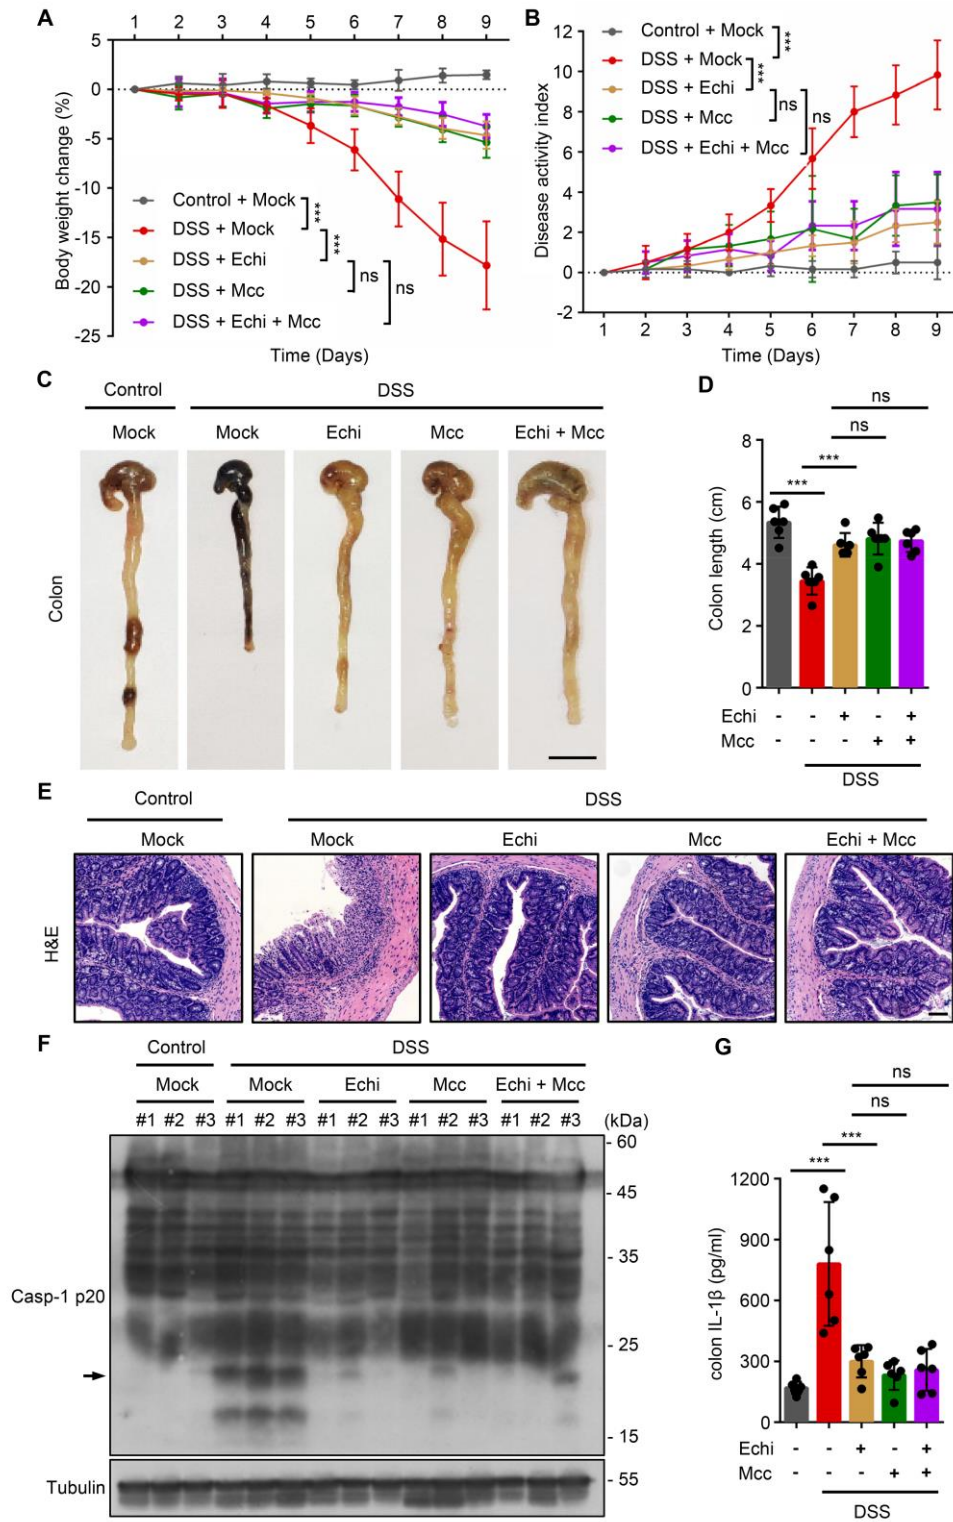 A
B
1 2 3 4 5 6 7 8 9
5
0
-5
-10
-15
-20
-25
Body weight change (%)
Control + Mock
DSS + Mock
DSS + Echi
DSS + Mcc
DSS + Echi + Mcc
***
***
ns
ns
Time (Days)
12
10
8
6
4
2
0
-2
Disease activity index
Control + Mock
DSS + Mock
DSS + Echi
DSS + Mcc
DSS + Echi + Mcc
***
***
ns
ns
1 2 3 4 5 6 7 8 9
Time (Days)
C
Control DSS
Mock Mock Echi Mcc Echi + Mcc
Colon
D
ns
ns
***
***
8
6
4
2
0
Colon length (cm)
Echi - - + - +
Mcc - - - + +
DSS
E
Control DSS
Mock Mock Echi Mcc Echi + Mcc
H&E
F
Control DSS
Mock Mock Echi Mcc Echi + Mcc
#1 #2 #3 #1 #2 #3 #1 #2 #3 #1 #2 #3 #1 #2 #3 (kDa)
- 60
- 45
- 35
Casp-1 p20
- 25
- 15
Tubulin
- 55
G
ns
ns
***
***
1200
900
600
300
0
colon IL-1β (pg/ml)
Echi - - + - +
Mcc - - - + +
DSS